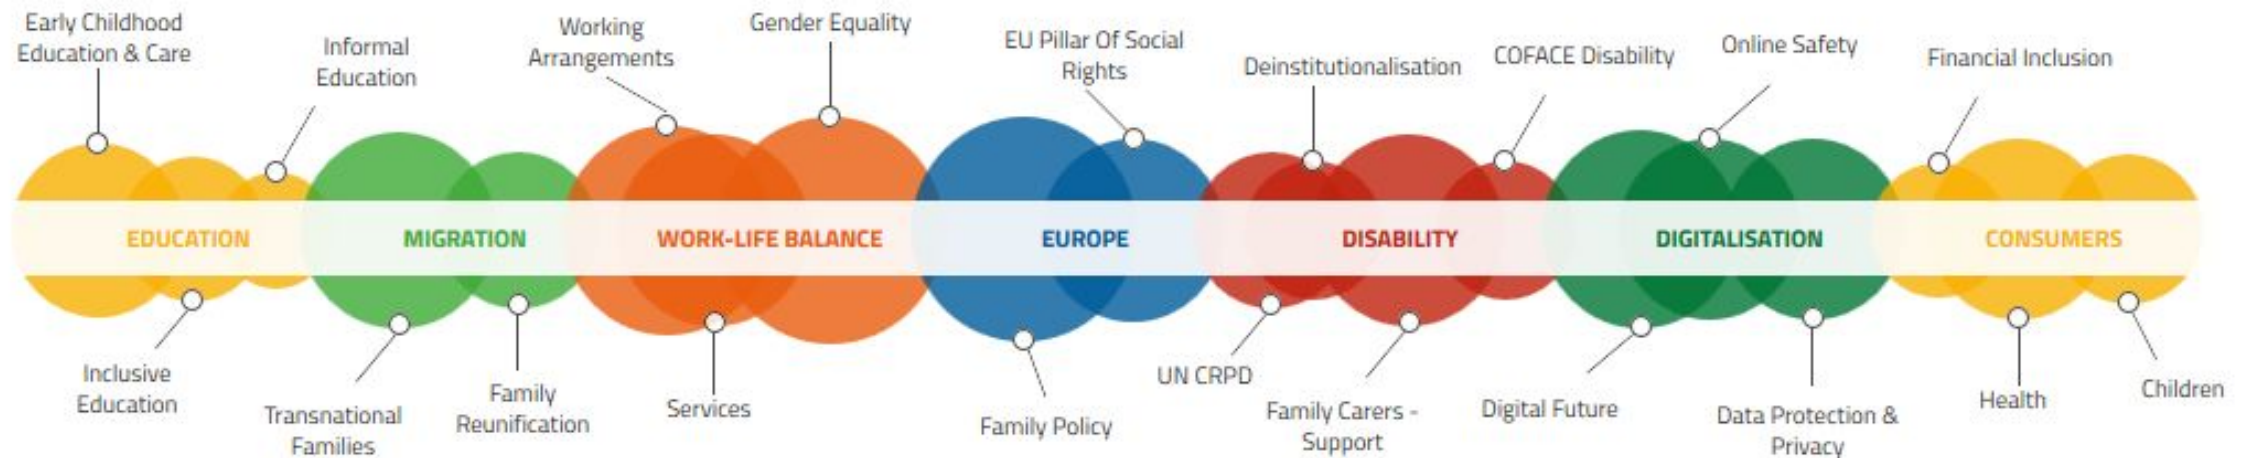 Early Childhood
Education & Care
Informal
Education
Working
Arrangements
Gender Equality
EU Pillar Of Social
Rights
Deinstitutionalisation
COFACE Disability
Online Safety
Financial Inclusion
EDUCATION
MIGRATION
WORK-LIFE BALANCE
EUROPE
DISABILITY
DIGITALISATION
CONSUMERS
Inclusive
Education
Transnational
Families
Family
Reunification
Services
Family Policy
UN CRPD
Family Carers -
Support
Digital Future
Data Protection &
Privacy
Health
Children